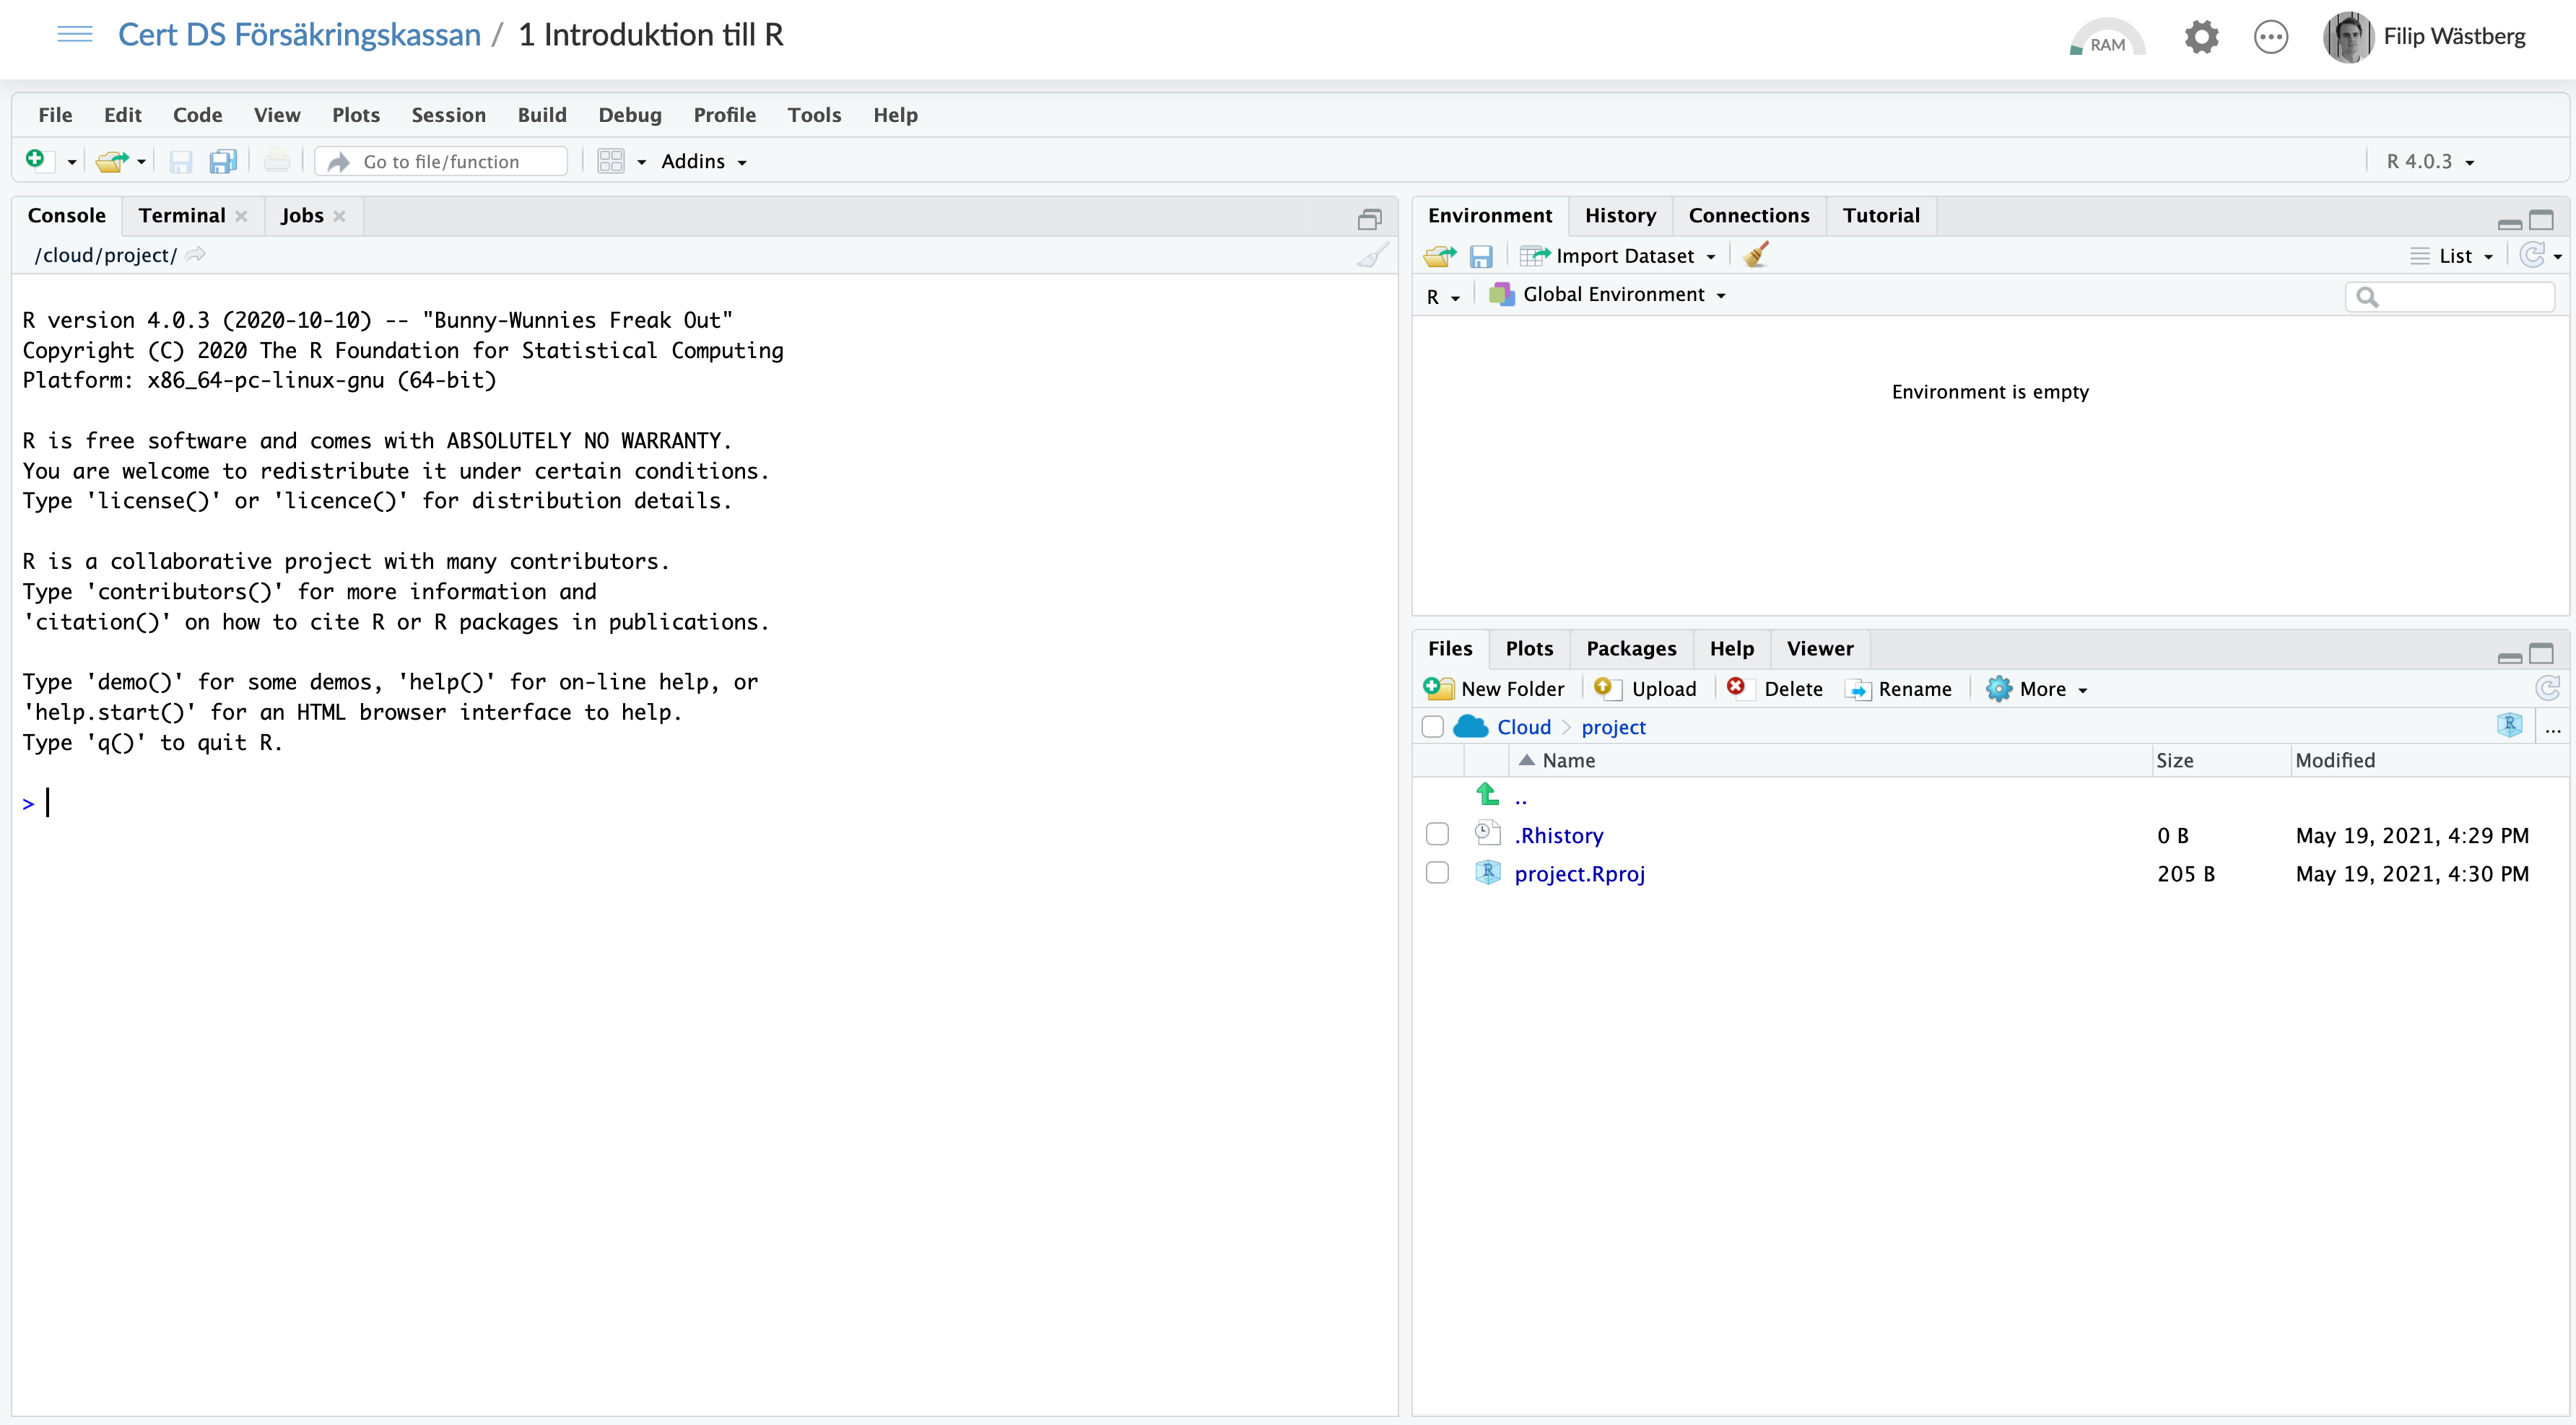 Cert DS Försäkringskassan / 1 Introduktion till R
RAM
Filip Wästberg
File Edit Code View Plots Session Build Debug Profile Tools Help
Go to file/function Addins R 4.0.3
Console Terminal Jobs
/cloud/project/
R version 4.0.3 (2020-10-10) -- "Bunny-Wunnies Freak Out"
Copyright (C) 2020 The R Foundation for Statistical Computing
Platform: x86_64-pc-linux-gnu (64-bit)
R is free software and comes with ABSOLUTELY NO WARRANTY.
You are welcome to redistribute it under certain conditions.
Type 'license()' or 'licence()' for distribution details.
R is a collaborative project with many contributors.
Type 'contributors()' for more information and
'citation()' on how to cite R or R packages in publications.
Type 'demo()' for some demos, 'help()' for on-line help, or
'help.start()' for an HTML browser interface to help.
Type 'q()' to quit R.
>
Environment History Connections Tutorial
Import Dataset List
R Global Environment
Environment is empty
Files Plots Packages Help Viewer
New Folder Upload Delete Rename More
Cloud project R ...
Name Size Modified
..
.Rhistory 0 B May 19, 2021, 4:29 PM
R project.Rproj 205 B May 19, 2021, 4:30 PM